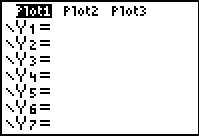 Plot1 Plot2 Plot3
\Y1=
\Y2=
\Y3=
\Y4=
\Y5=
\Y6=
\Y7=